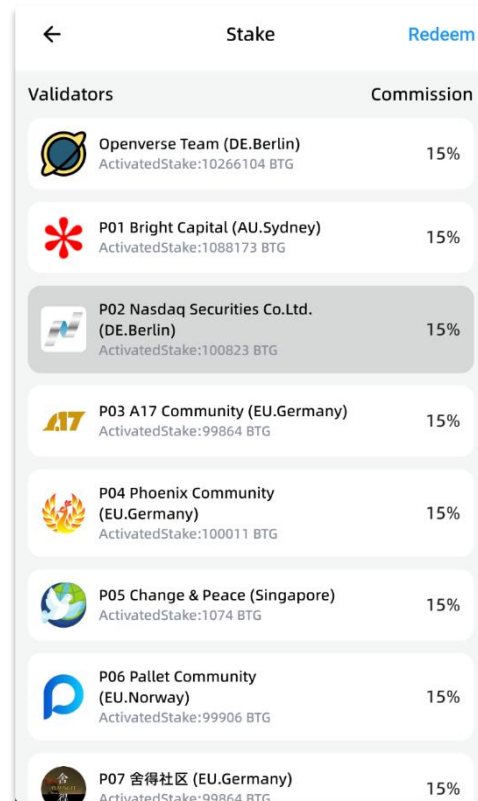 Stake
Redeem
Validators
Commission
Openverse Team (DE.Berlin)
ActivatedStake:10266104 BTG
15%
P01 Bright Capital (AU.Sydney)
ActivatedStake:1088173 BTG
15%
P02 Nasdaq Securities Co.Ltd.
(DE.Berlin)
ActivatedStake:100823 BTG
15%
A17
P03 A17 Community (EU.Germany)
ActivatedStake:99864 BTG
15%
P04 Phoenix Community
(EU.Germany)
ActivatedStake:100011 BTG
15%
P05 Change & Peace (Singapore)
ActivatedStake:1074 BTG
15%
P06 Pallet Community
(EU.Norway)
ActivatedStake:99906 BTG
15%
舍
得
P07 舍得社区 (EU.Germany)
ActivatedStake:99864 BTG
15%